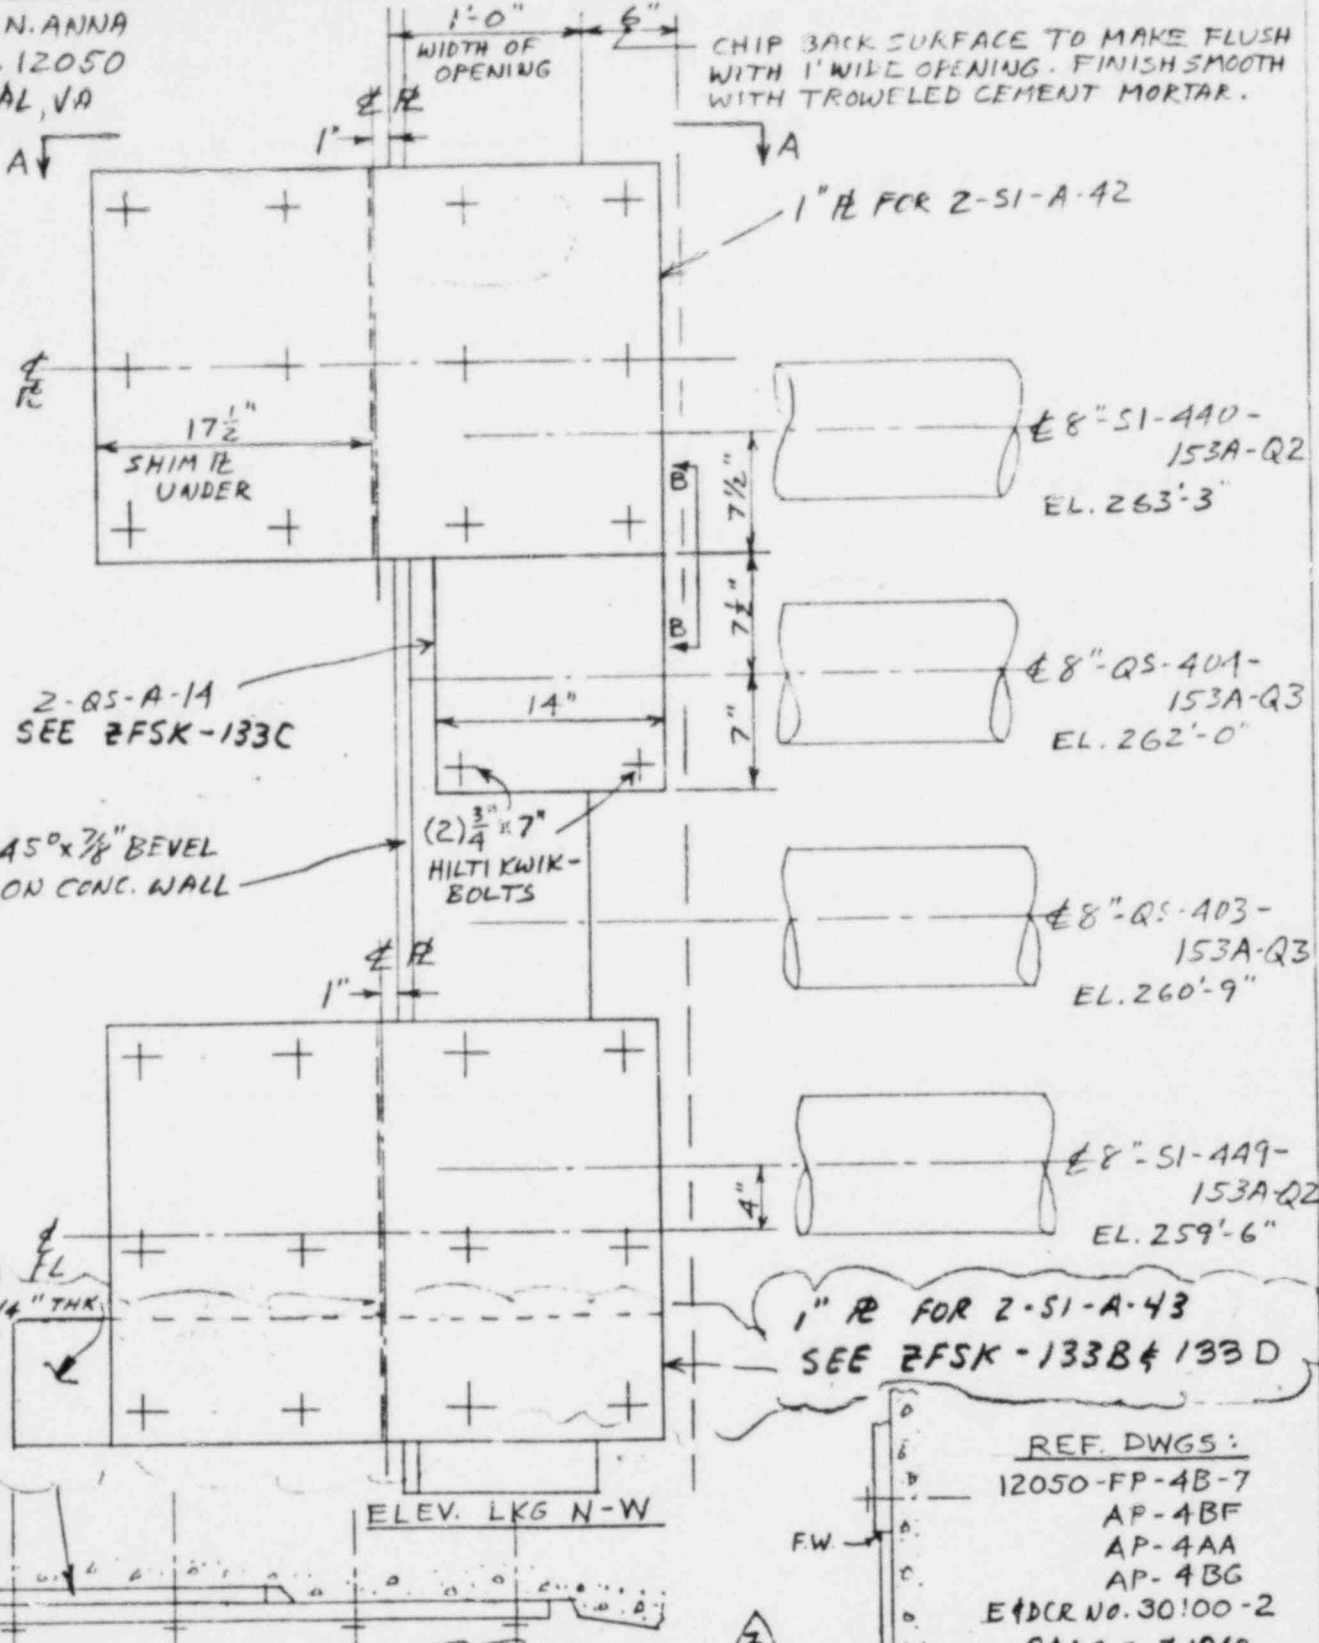 N. ANNA
12050
VA
1'-0"
WIDTH OF
OPENING
6"
CHIP BACK SURFACE TO MAKE FLUSH
WITH 1' WIDE OPENING. FINISH SMOOTH
WITH TROWELED CEMENT MORTAR.
℄ ⅊
1"
A
A
1" ⅊ FOR 2-SI-A-42
℄
⅊
17 1/2"
SHIM ⅊
UNDER
℄ 8"-SI-440-
153A-Q2
EL. 263'-3"
B
B
7 1/2"
7 1/2"
7"
℄ 8"-QS-401-
153A-Q3
EL. 262'-0"
2-QS-A-14
SEE ZFSK-133C
14"
45° x 7/8" BEVEL
ON CONC. WALL
(2) 3/4" x 7"
HILTI KWIK-
BOLTS
℄ 8"-QS-403-
153A-Q3
EL. 260'-9"
℄ ⅊
1"
℄ 8"-SI-449-
153A-Q2
EL. 259'-6"
4"
℄
THK
1" ⅊ FOR 2-SI-A-43
SEE ZFSK-133B & 133D
ELEV. LKG N-W
F.W.
REF. DWGS:
12050-FP-4B-7
AP-4BF
AP-4AA
AP-4BG
E&DCR NO. 30100-2